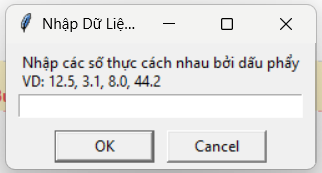 Nhập Dữ Liệ...
Nhập các số thực cách nhau bởi dấu phẩy
VD: 12.5, 3.1, 8.0, 44.2
OK
Cancel